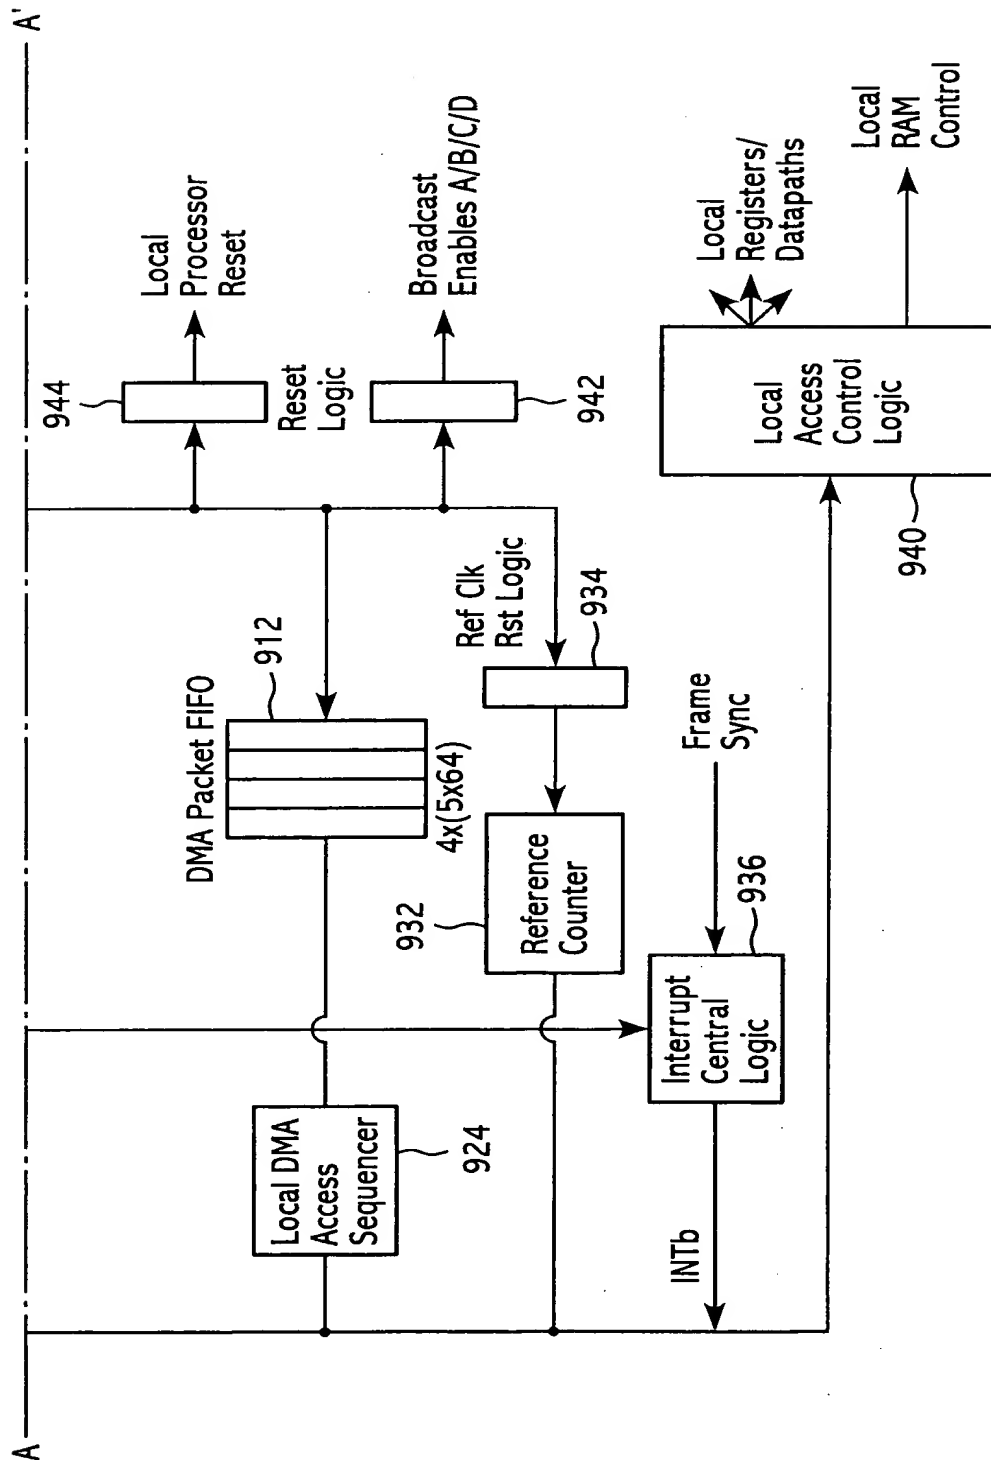 A
A'
944
Local
Processor
Reset
Reset
Logic
Broadcast
Enables A/B/C/D
942
DMA Packet FIFO
912
4x(5x64)
Local DMA
Access
Sequencer
924
Ref Clk
Rst Logic
934
932
Reference
Counter
Frame
Sync
936
Interrupt
Central
Logic
INTb
940
Local
Access
Control
Logic
Local
Registers/
Datapaths
Local
RAM
Control